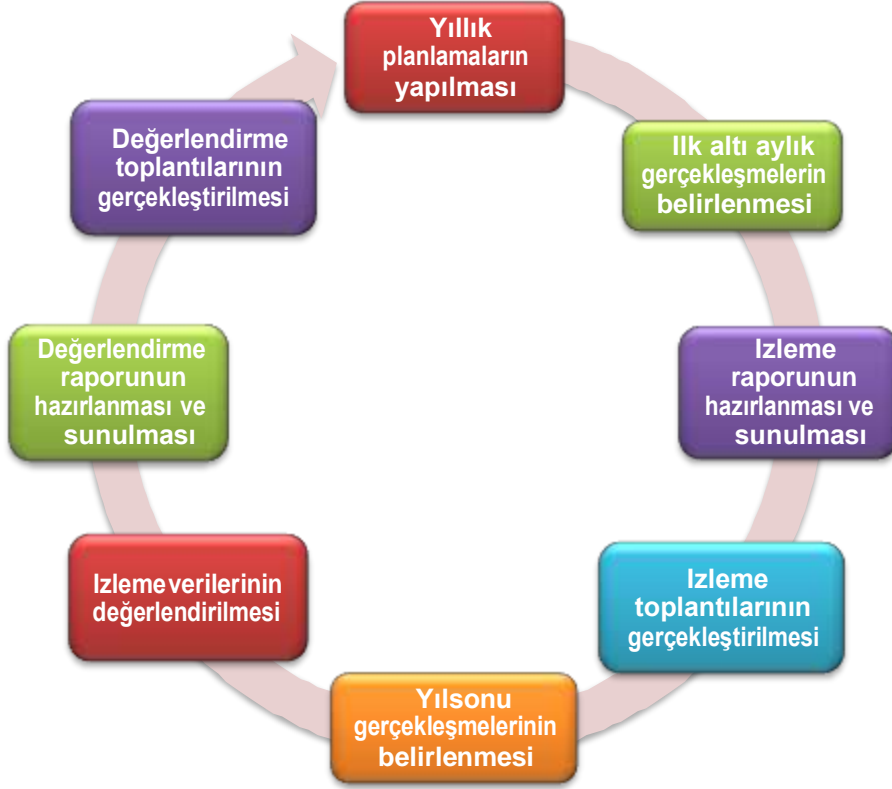 Yıllık
planlamaların
yapılması
Ilk altı aylık
gerçekleşmelerin
belirlenmesi
Izleme
raporunun
hazırlanması ve
sunulması
Izleme
toplantılarının
gerçekleştirilmesi
Yılsonu
gerçekleşmelerinin
belirlenmesi
Izleme verilerinin
değerlendirilmesi
Değerlendirme
raporunun
hazırlanması ve
sunulması
Değerlendirme
toplantılarının
gerçekleştirilmesi